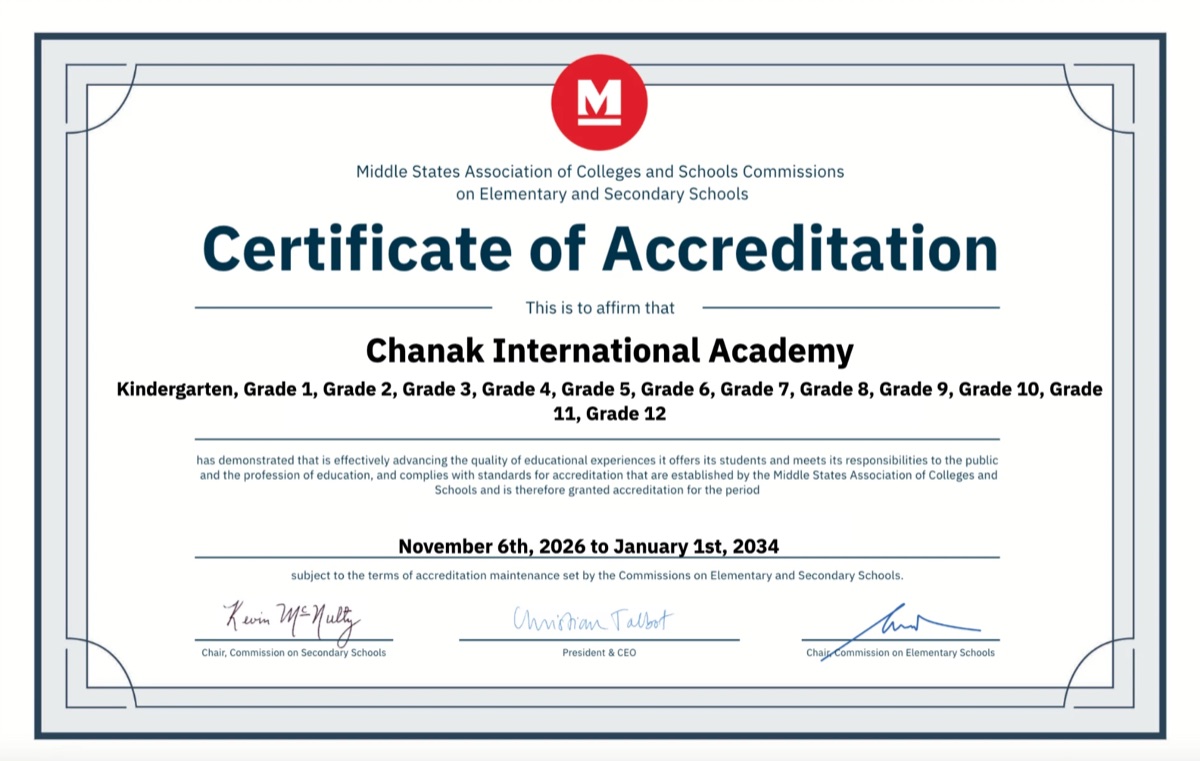 M
Middle States Association of Colleges and Schools Commissions
on Elementary and Secondary Schools
Certificate of Accreditation
This is to affirm that
Chanak International Academy
Kindergarten, Grade 1, Grade 2, Grade 3, Grade 4, Grade 5, Grade 6, Grade 7, Grade 8, Grade 9, Grade 10, Grade
11, Grade 12
has demonstrated that is effectively advancing the quality of educational experiences it offers its students and meets its responsibilities to the public
and the profession of education, and complies with standards for accreditation that are established by the Middle States Association of Colleges and
Schools and is therefore granted accreditation for the period
November 6th, 2026 to January 1st, 2034
subject to the terms of accreditation maintenance set by the Commissions on Elementary and Secondary Schools.
Kevin McNulty
Christian Talbot
Chair, Commission on Secondary Schools
President & CEO
Chair, Commission on Elementary Schools